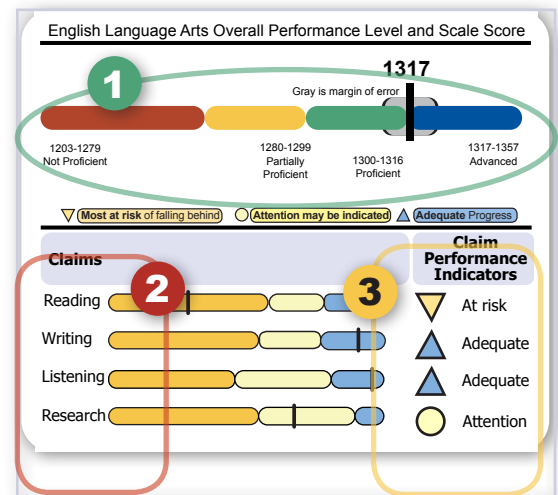 English Language Arts Overall Performance Level and Scale Score
1317
1
Gray is margin of error
1203-1279
Not Proficient
1280-1299
Partially
Proficient
1300-1316
Proficient
1317-1357
Advanced
Most at risk of falling behind Attention may be indicated Adequate Progress
Claims
Claim
Performance
Indicators
2
3
Reading At risk
Writing Adequate
Listening Adequate
Research Attention